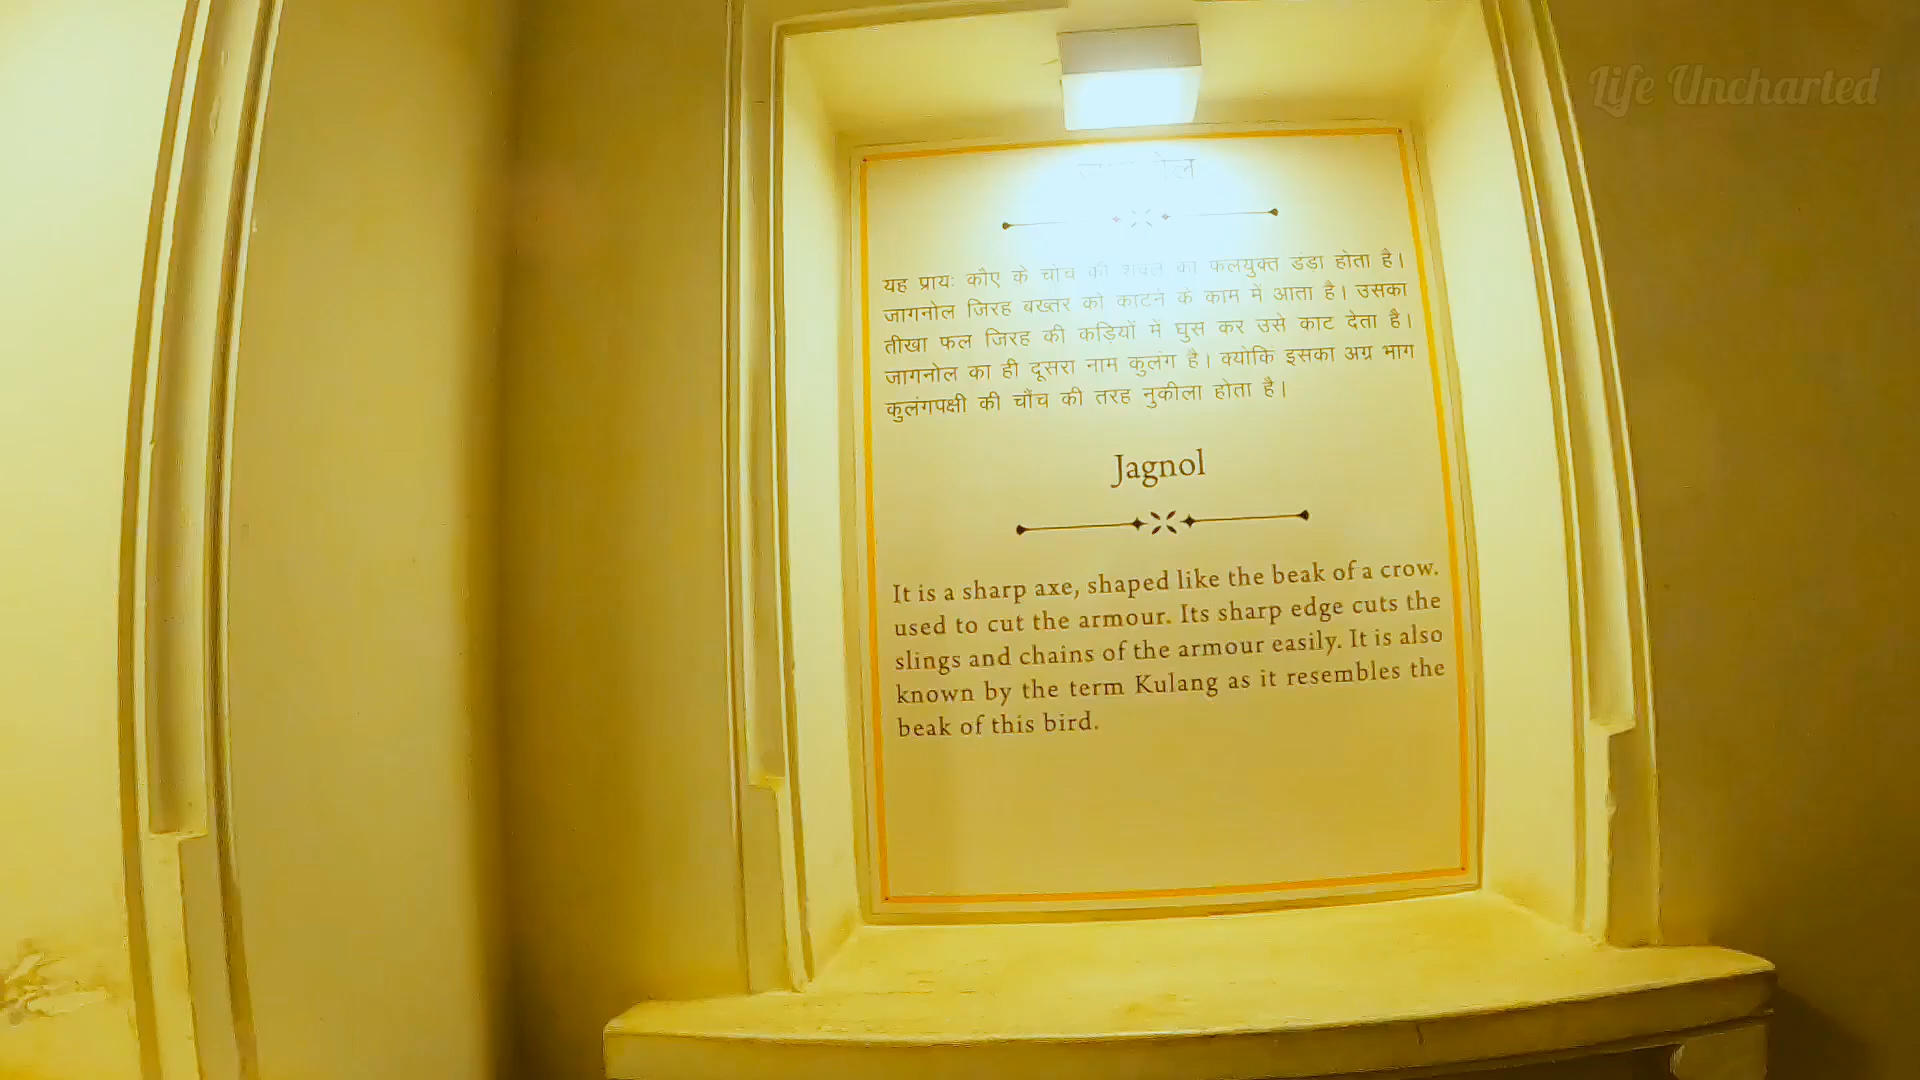 Life Uncharted
यह प्रायः कौए के चोंच की शक्ल का फलयुक्त डंडा होता है।
जागनोल जिरह बख्तर को काटने के काम में आता है। उसका
तीखा फल जिरह की कड़ियों में घुस कर उसे काट देता है।
जागनोल का ही दूसरा नाम कुलंग है। क्योकि इसका अग्र भाग
कुलंगपक्षी की चौंच की तरह नुकीला होता है।
Jagnol
It is a sharp axe, shaped like the beak of a crow.
used to cut the armour. Its sharp edge cuts the
slings and chains of the armour easily. It is also
known by the term Kulang as it resembles the
beak of this bird.